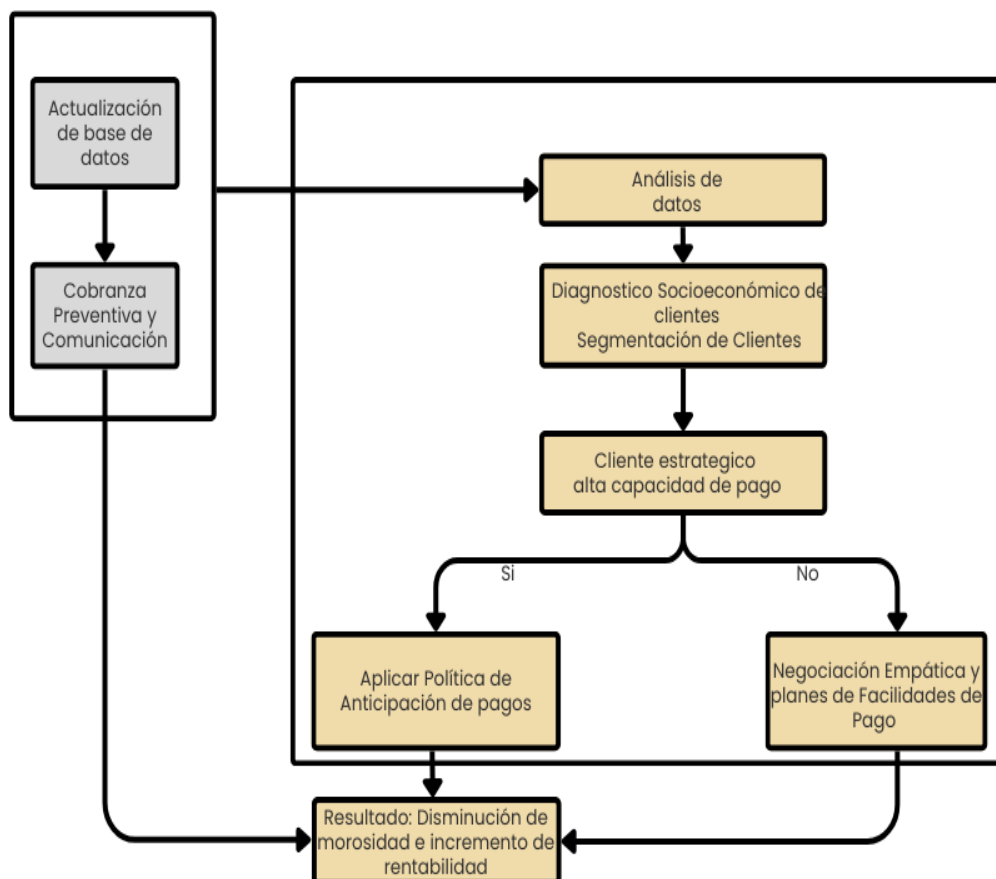 Actualización
de base de
datos
Cobranza
Preventiva y
Comunicación
Análisis de
datos
Diagnostico Socioeconómico de
clientes
Segmentación de Clientes
Cliente estrategico
alta capacidad de pago
Si
No
Aplicar Política de
Anticipación de pagos
Negociación Empática y
planes de Facilidades de
Pago
Resultado: Disminución de
morosidad e incremento de
rentabilidad